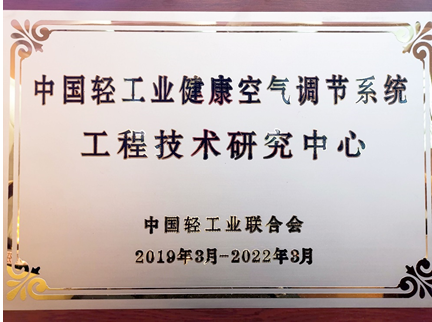 中国轻工业健康空气调节系统
工程技术研究中心
中国轻工业联合会
2019年3月-2022年3月